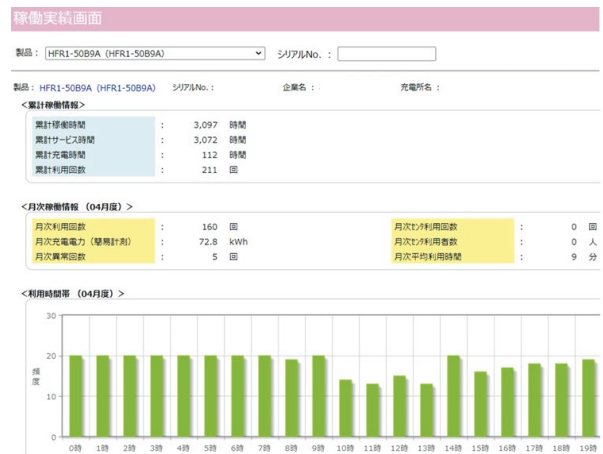 稼働実績画面
製品： HFR1-50B9A（HFR1-50B9A） シリアルNo.：
製品： HFR1-50B9A（HFR1-50B9A） シリアルNo.： 企業名： 充電所名：
＜累計稼働情報＞
累計稼働時間 ： 3,097 時間
累計サービス時間 ： 3,072 時間
累計充電時間 ： 112 時間
累計利用回数 ： 211 回
＜月次稼働情報（04月度）＞
月次利用回数 ： 160 回 月次センタ利用回数 ： 0 回
月次充電電力（簡易計測） ： 72.8 kWh 月次センタ利用者数 ： 0 人
月次異常回数 ： 5 回 月次平均利用時間 ： 9 分
＜利用時間帯（04月度）＞
30
20
頻度
10
0
0時 1時 2時 3時 4時 5時 6時 7時 8時 9時 10時 11時 12時 13時 14時 15時 16時 17時 18時 19時